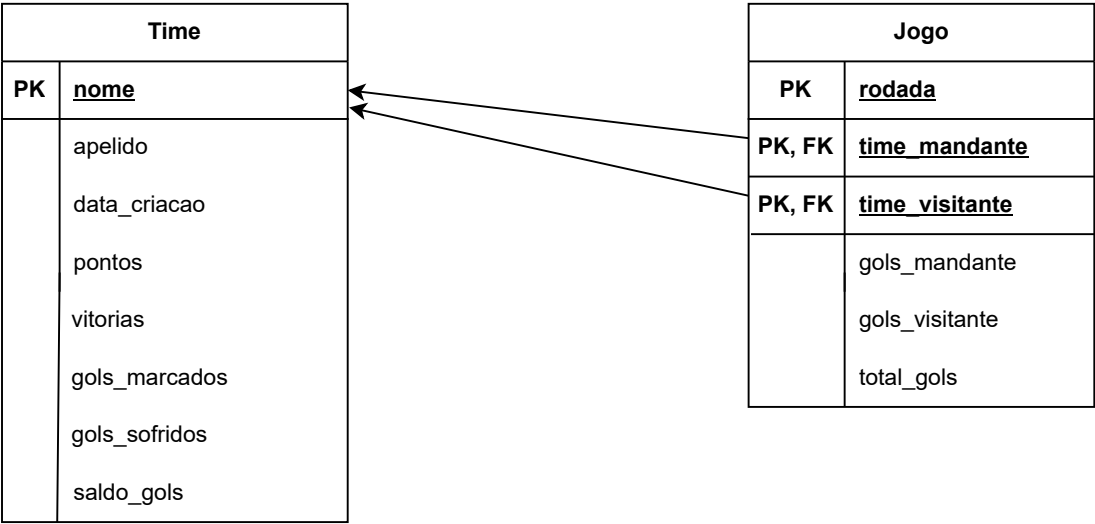 Time
PK nome
apelido
data_criacao
pontos
vitorias
gols_marcados
gols_sofridos
saldo_gols
Jogo
PK rodada
PK, FK time_mandante
PK, FK time_visitante
gols_mandante
gols_visitante
total_gols